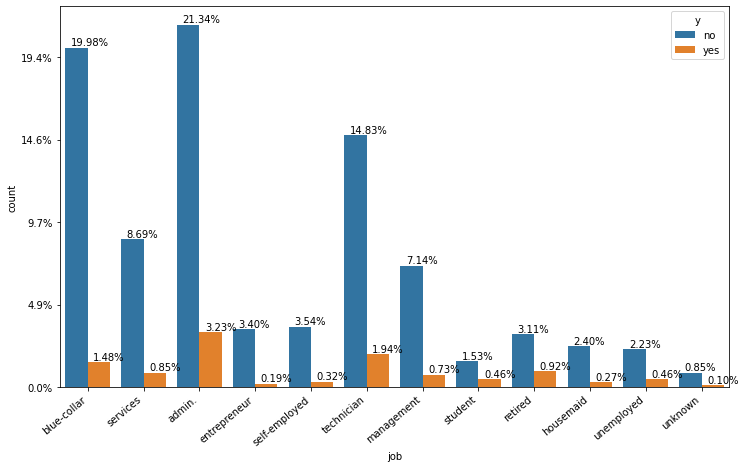 21.34%
19.98%
14.83%
8.69%
7.14%
3.40%
3.54%
3.23%
3.11%
2.40%
2.23%
1.94%
1.48%
1.53%
0.85%
0.19%
0.32%
0.73%
0.46%
0.92%
0.27%
0.46%
0.85%
0.10%
y
no
yes
19.4%
14.6%
9.7%
4.9%
0.0%
count
blue-collar
services
admin.
entrepreneur
self-employed
technician
management
student
retired
housemaid
unemployed
unknown
job